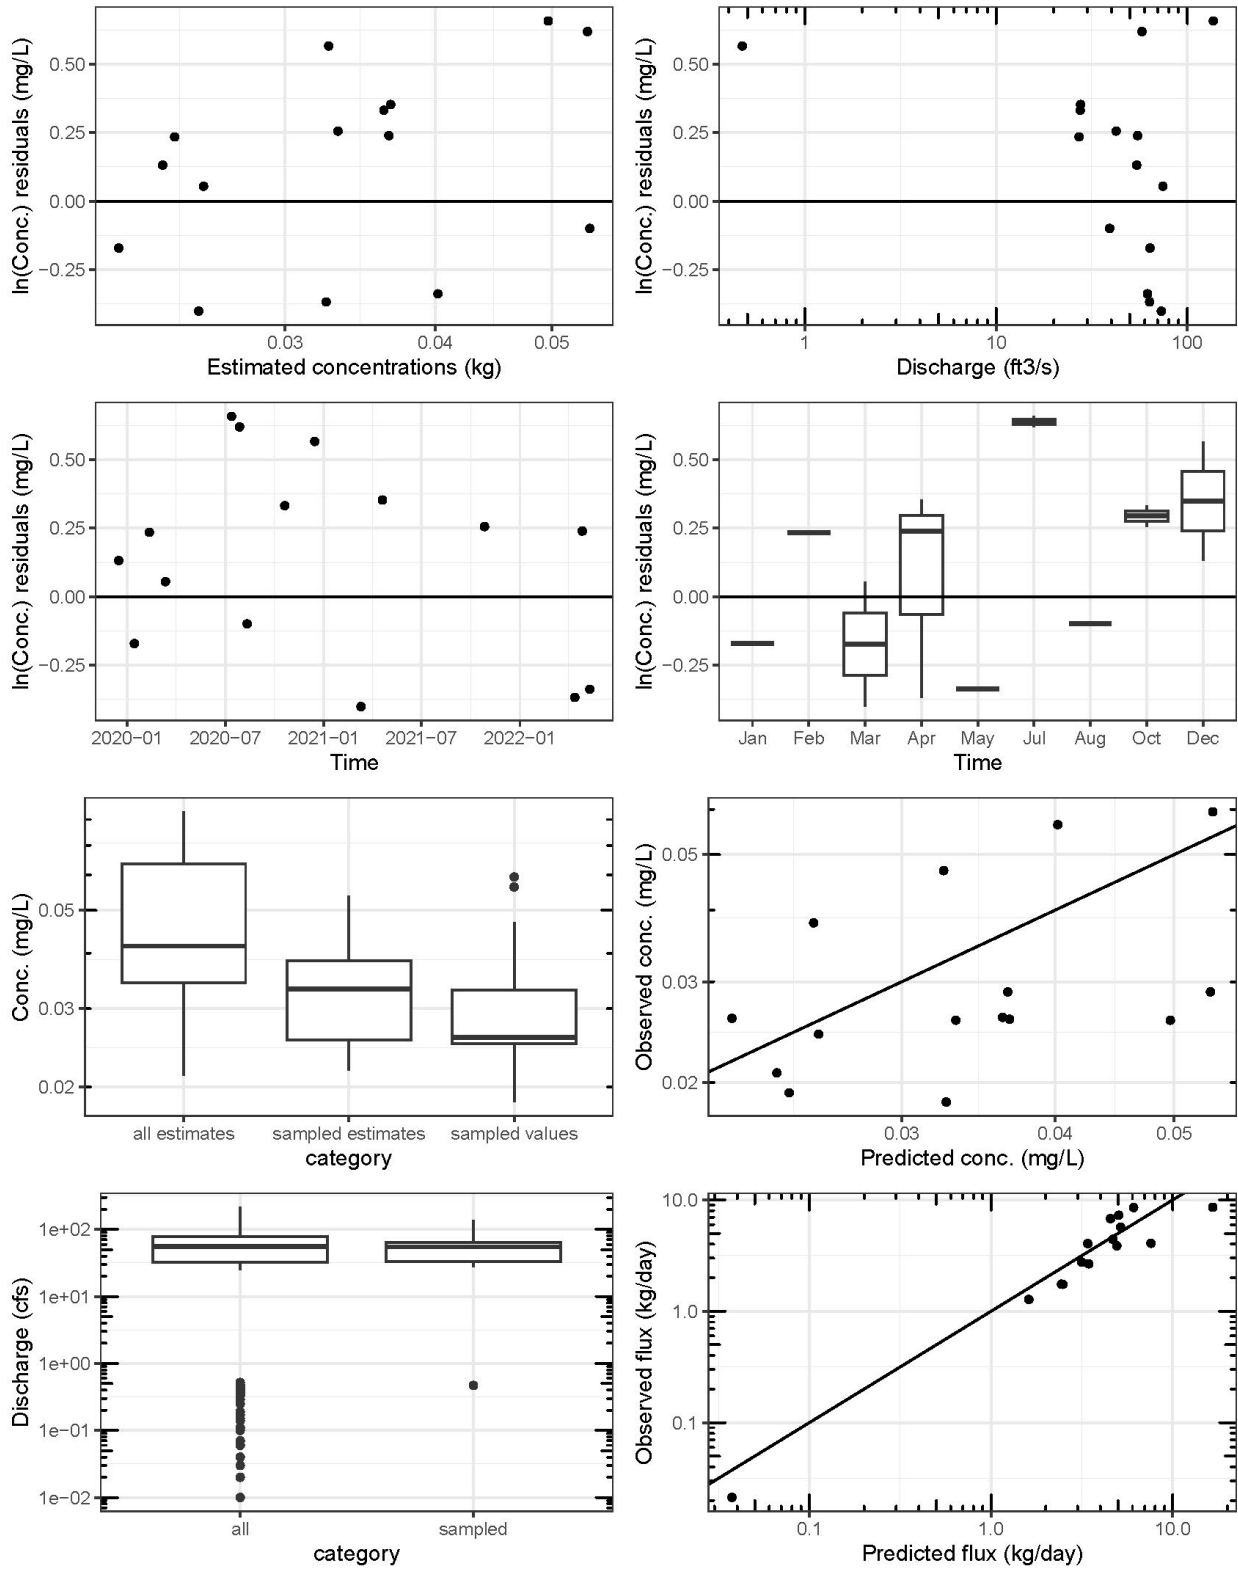 ln(Conc.) residuals (mg/L)
0.50
0.25
0.00
−0.25
0.03 0.04 0.05
Estimated concentrations (kg)
ln(Conc.) residuals (mg/L)
0.50
0.25
0.00
−0.25
1 10 100
Discharge (ft3/s)
ln(Conc.) residuals (mg/L)
0.50
0.25
0.00
−0.25
2020−01 2020−07 2021−01 2021−07 2022−01
Time
ln(Conc.) residuals (mg/L)
0.50
0.25
0.00
−0.25
Jan Feb Mar Apr May Jul Aug Oct Dec
Time
Conc. (mg/L)
0.05
0.03
0.02
all estimates sampled estimates sampled values
category
Observed conc. (mg/L)
0.05
0.03
0.02
0.03 0.04 0.05
Predicted conc. (mg/L)
Discharge (cfs)
1e+02
1e+01
1e+00
1e−01
1e−02
all sampled
category
Observed flux (kg/day)
10.0
1.0
0.1
0.1 1.0 10.0
Predicted flux (kg/day)